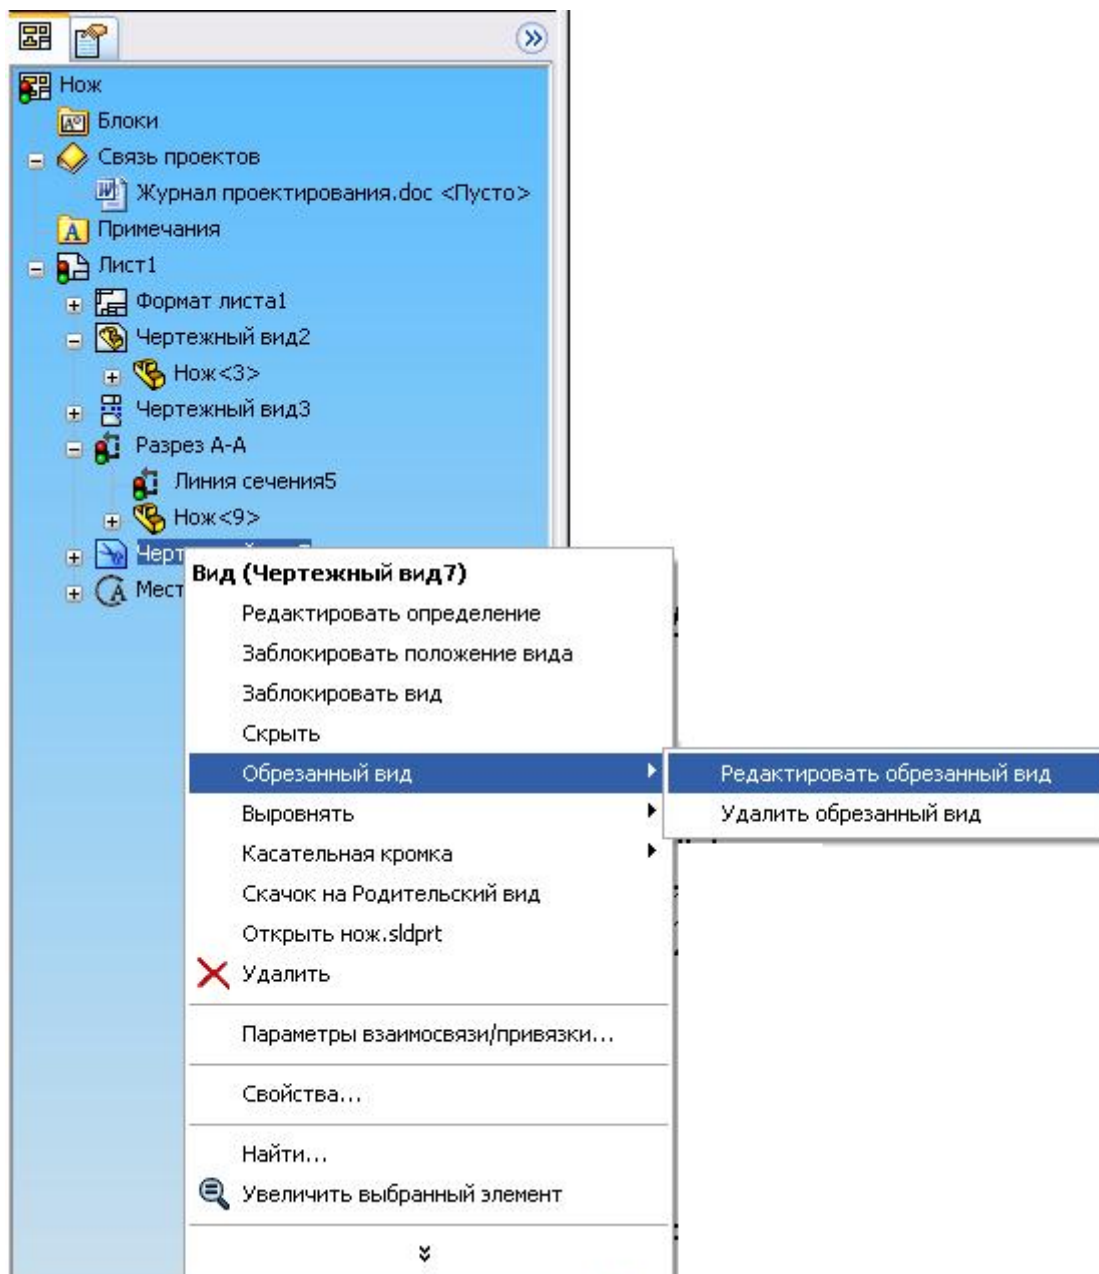 Нож
Блоки
Связь проектов
Журнал проектирования.doc <Пусто>
Примечания
Лист1
Формат листа1
Чертежный вид2
Нож<3>
Чертежный вид3
Разрез А-А
Линия сечения5
Нож<9>
Вид (Чертежный вид7)
Редактировать определение
Заблокировать положение вида
Заблокировать вид
Скрыть
Обрезанный вид
Редактировать обрезанный вид
Выровнять
Удалить обрезанный вид
Касательная кромка
Скачок на Родительский вид
Открыть нож.sldprt
Удалить
Параметры взаимосвязи/привязки...
Свойства...
Найти...
Увеличить выбранный элемент